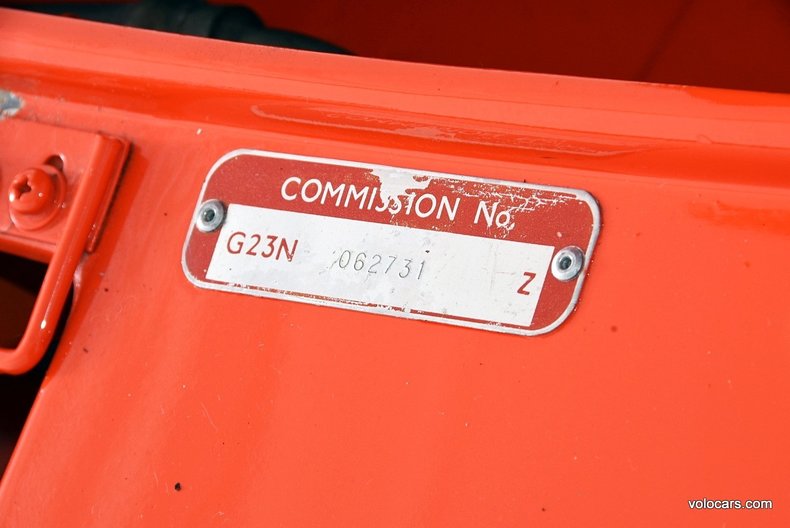 COMMISSION No.
G23N 062731 Z
volocars.com